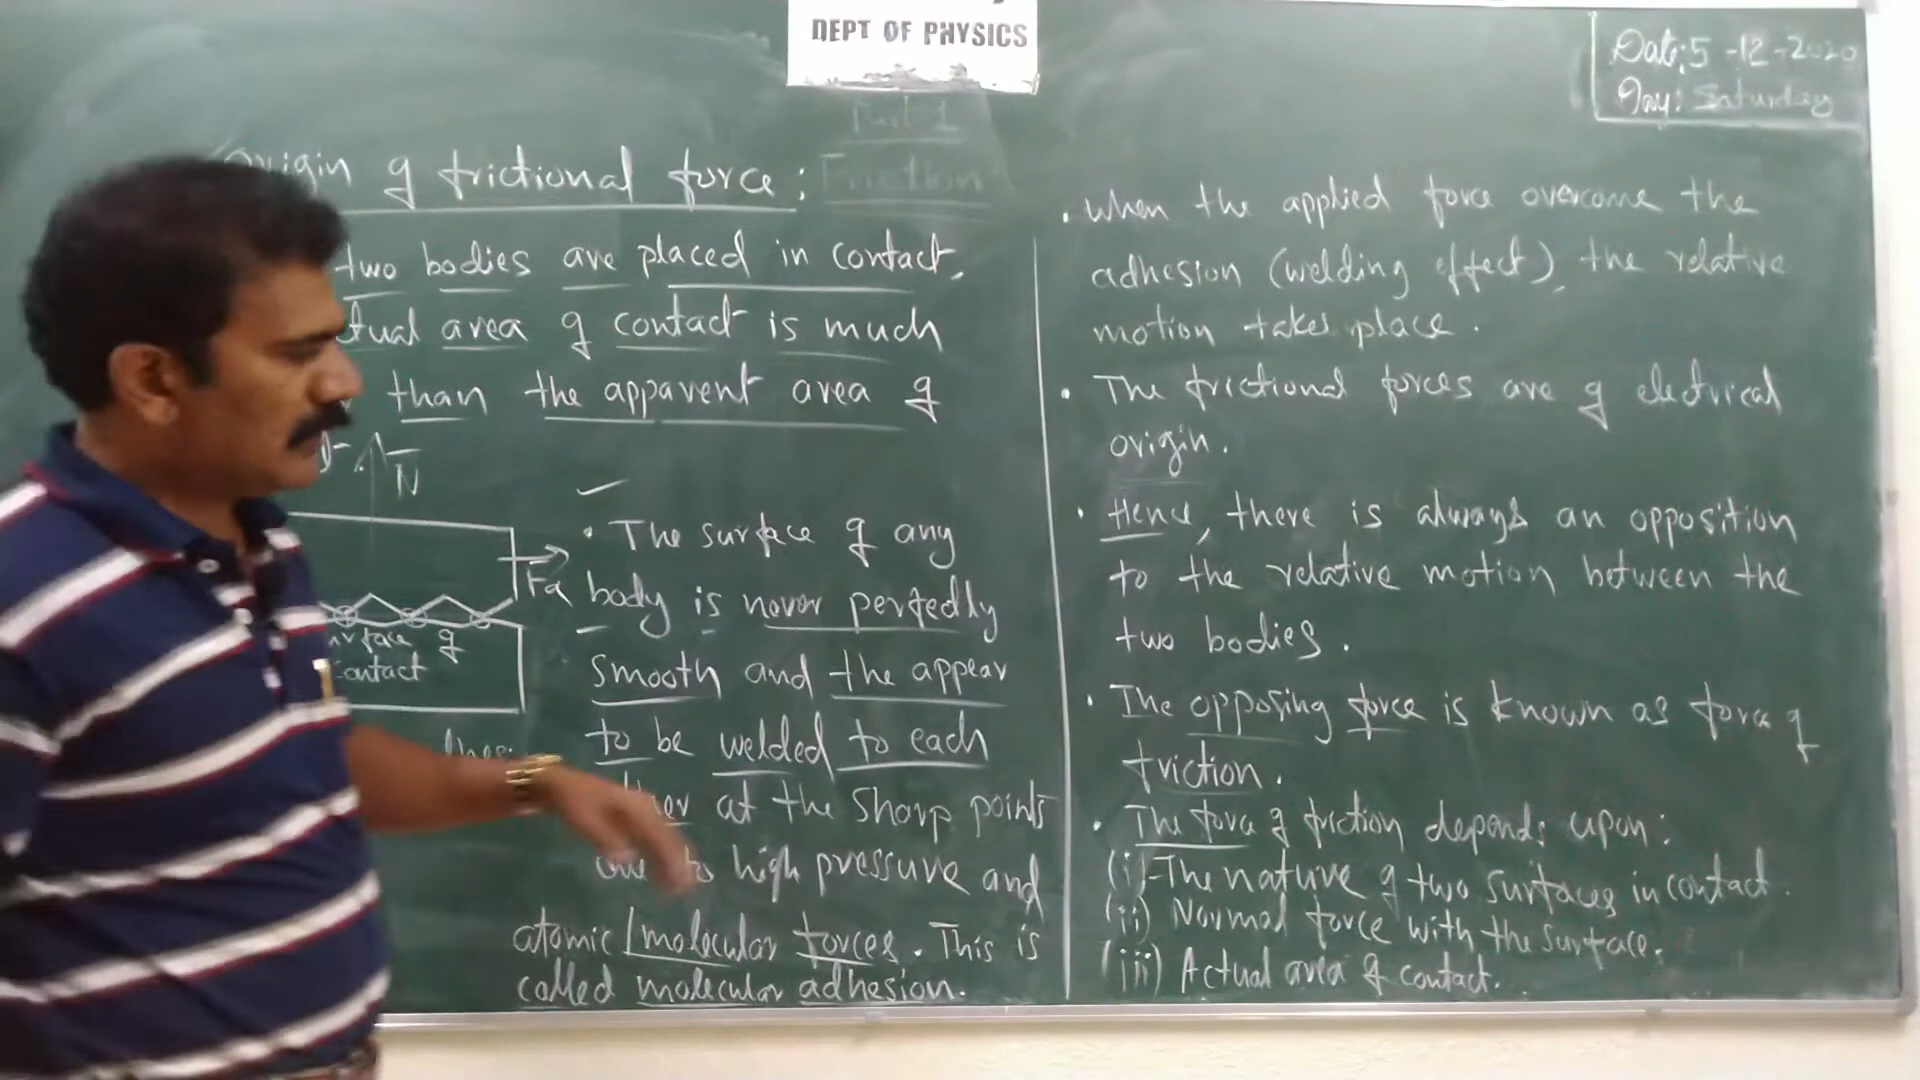 DEPT OF PHYSICS
Date: 5-12-2020
Day: Saturday
Part 1
Friction
Origin of frictional force:
two bodies are placed in contact,
area of contact is much
than the apparent area of
N
Fa
Surface of
Contact
• The surface of any
body is never perfectly
smooth and the appear
to be welded to each
at the sharp points
to high pressure and
atomic/molecular forces. This is
called molecular adhesion.
• When the applied force overcome the
adhesion (welding effect), the relative
motion takes place.
• The frictional forces are of electrical
origin.
• Hence, there is always an opposition
to the relative motion between the
two bodies.
• The opposing force is known as force of
friction.
• The force of friction depends upon:
(i) The nature of two surfaces in contact.
(ii) Normal force with the surface.
(iii) Actual area of contact.